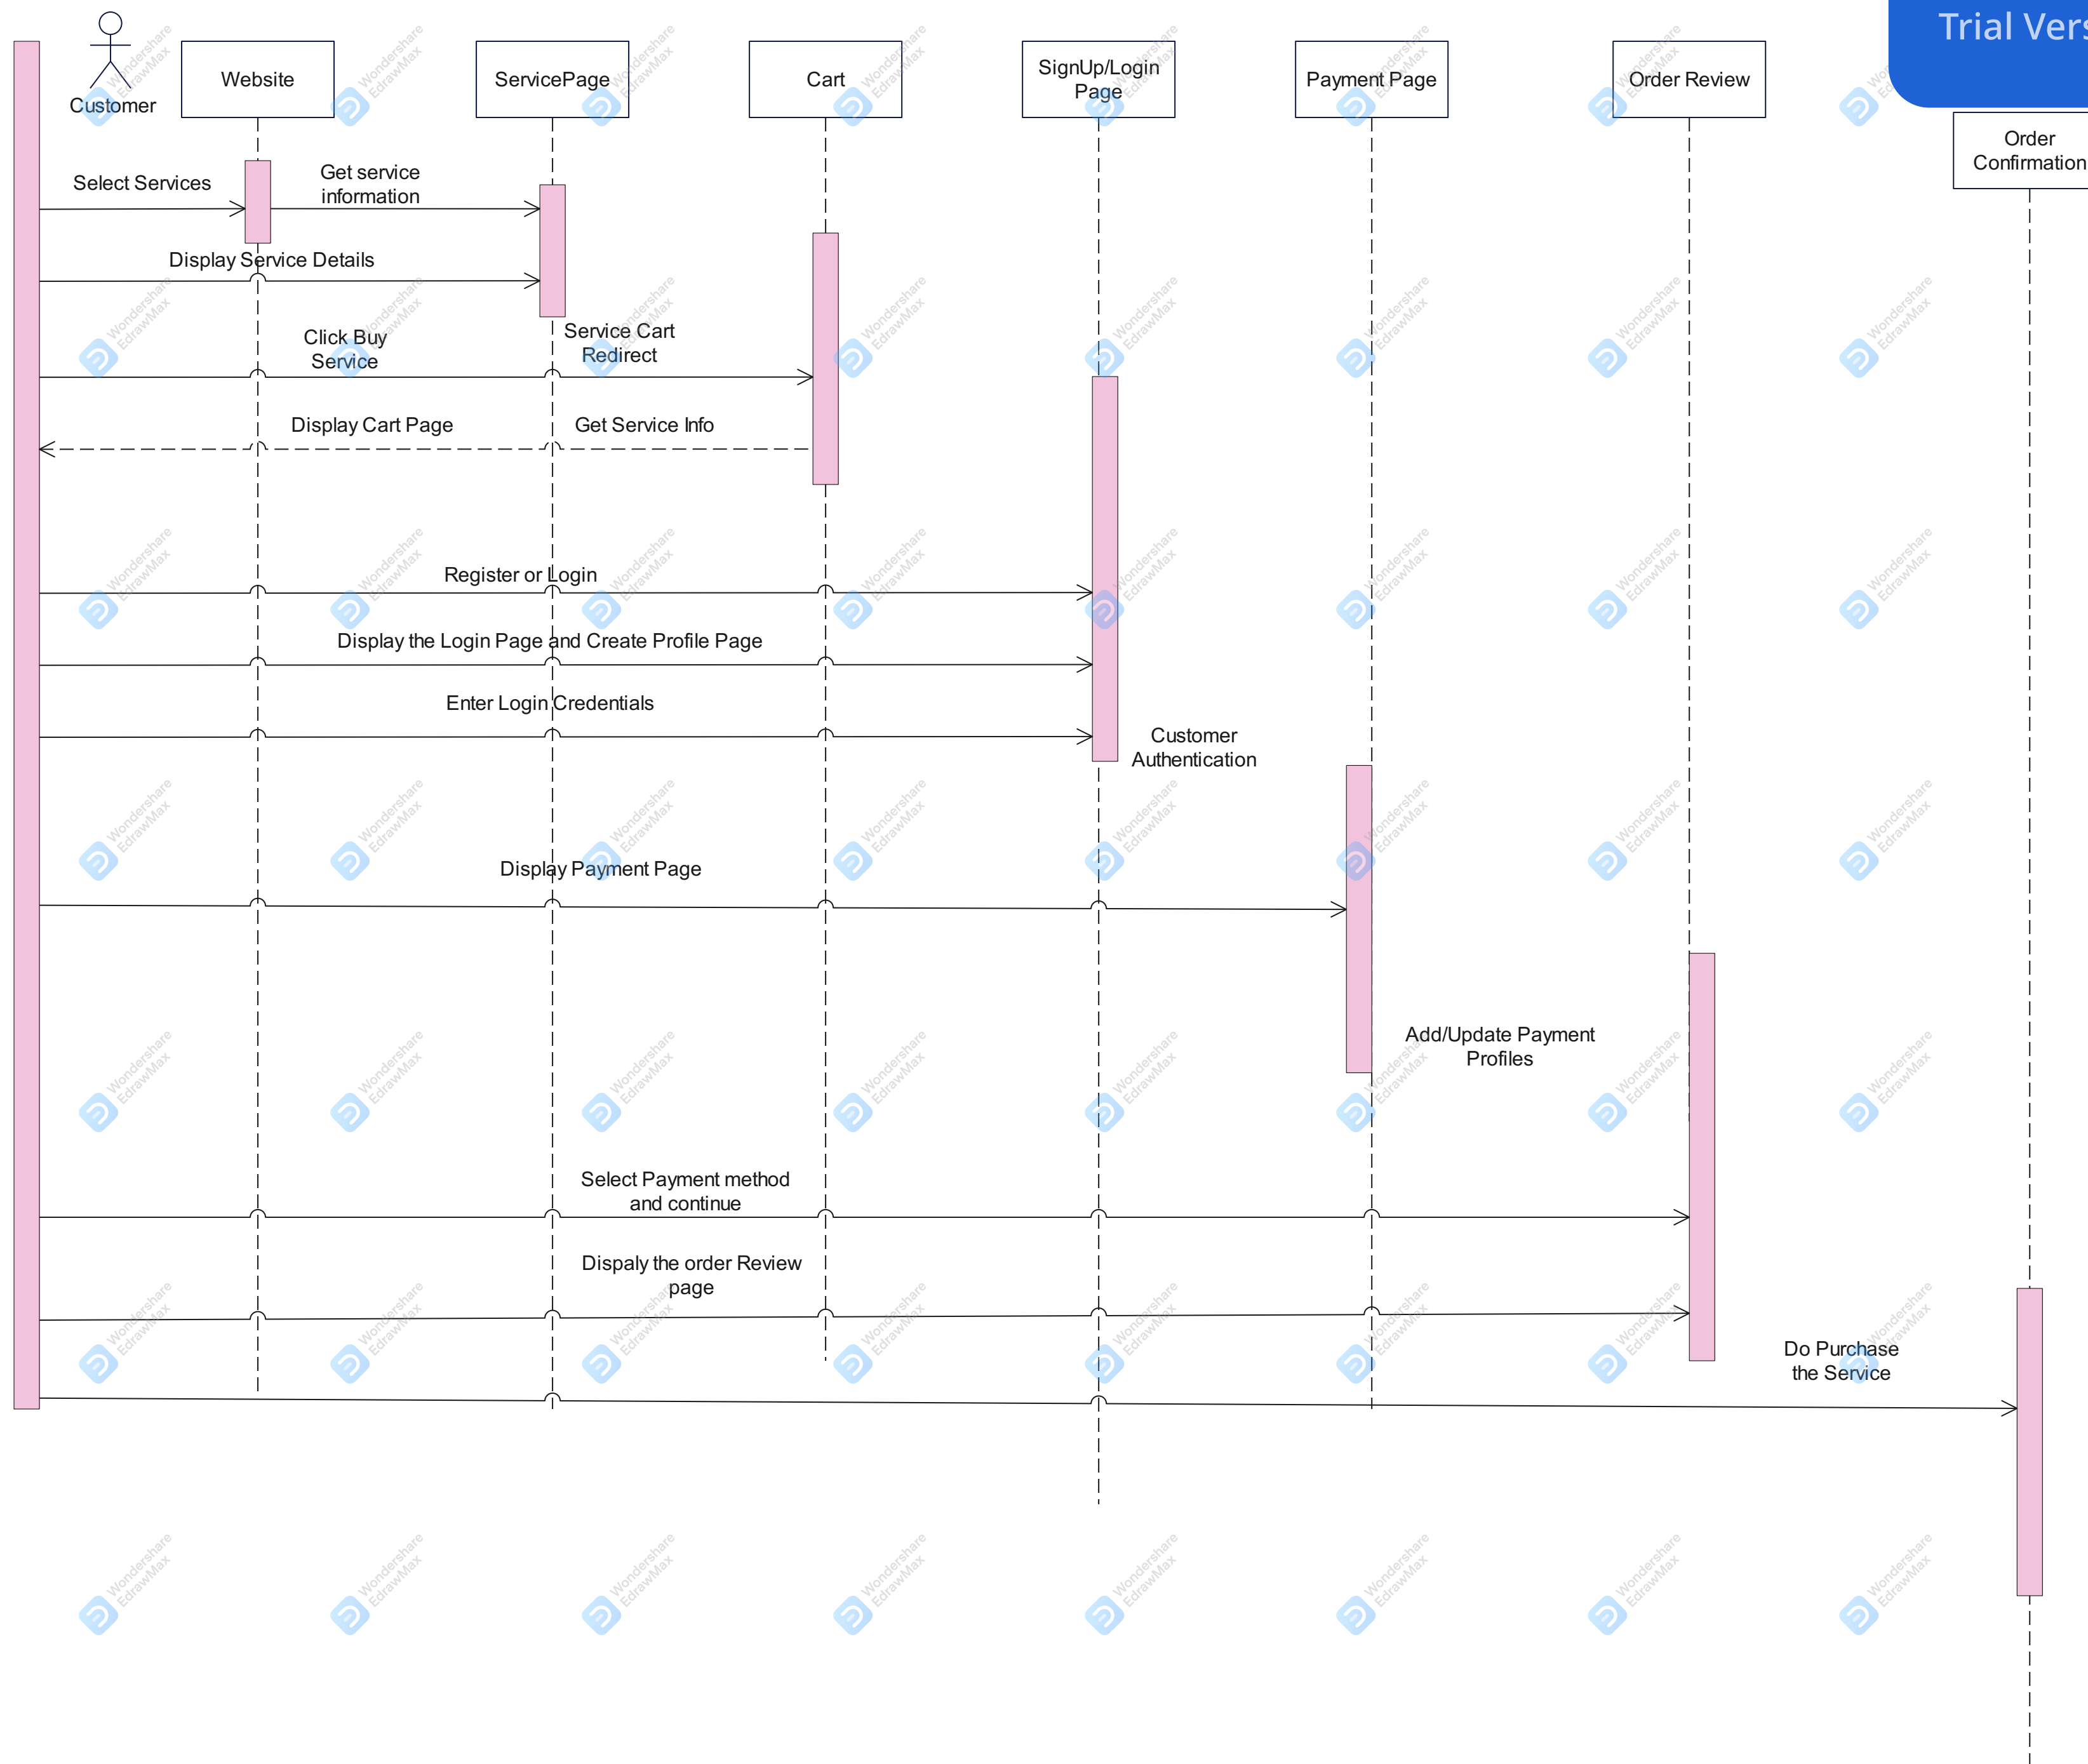 Trial Vers
Customer
Website
ServicePage
Cart
SignUp/Login
Page
Payment Page
Order Review
Order
Confirmation
Select Services
Get service
information
Display Service Details
Click Buy
Service
Service Cart
Redirect
Display Cart Page
Get Service Info
Register or Login
Display the Login Page and Create Profile Page
Enter Login Credentials
Customer
Authentication
Display Payment Page
Add/Update Payment
Profiles
Select Payment method
and continue
Dispaly the order Review
page
Do Purchase
the Service
Wondershare
EdrawMax